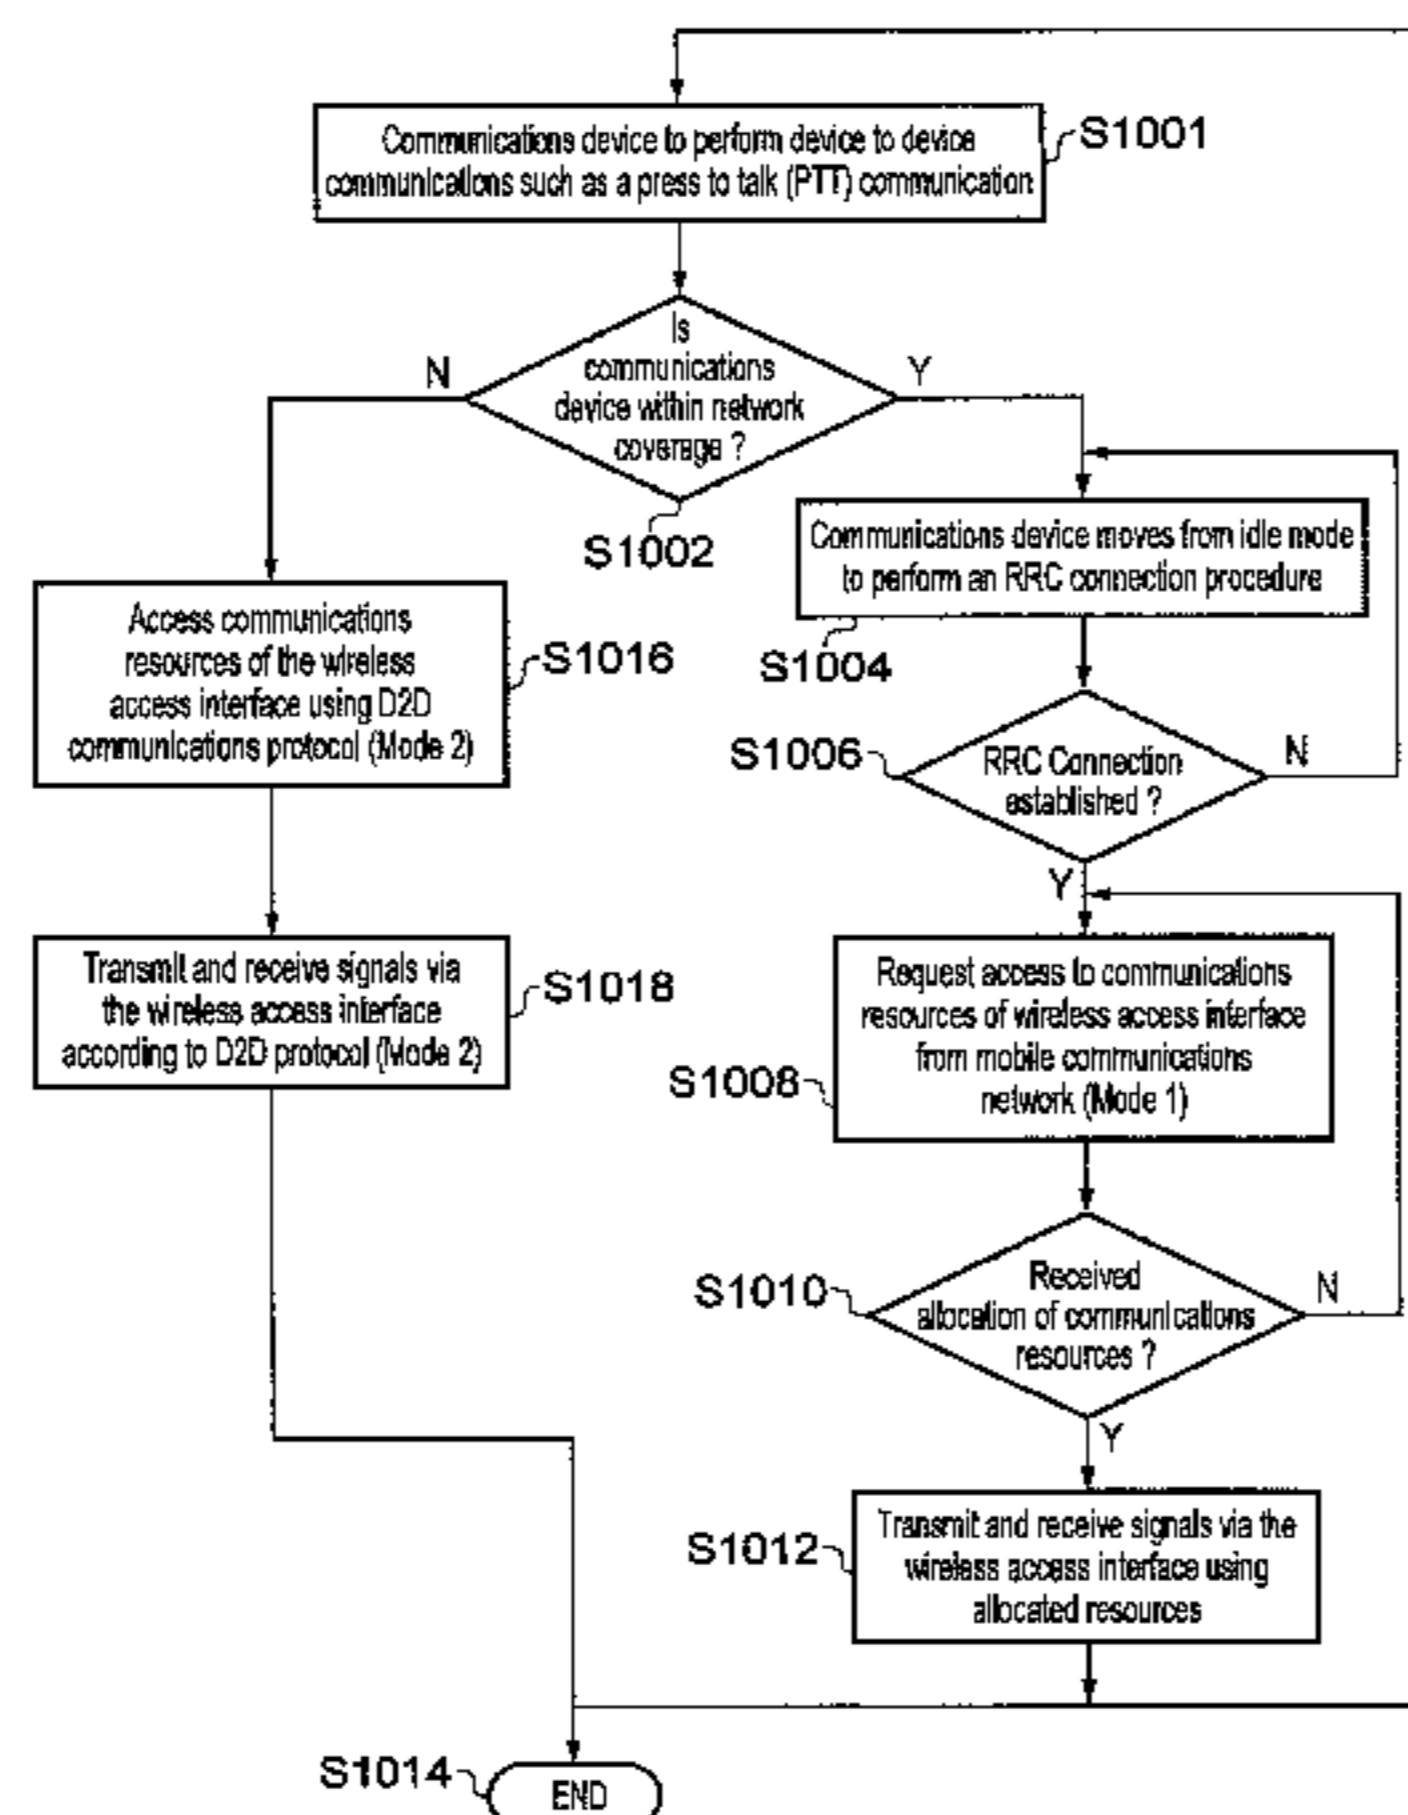 Communications device to perform device to device
communications such as a press to talk (PTT) communication
S1001
Is
communications
device within network
coverage ?
N
Y
S1002
Communications device moves from idle mode
to perform an RRC connection procedure
S1004
Access communications
resources of the wireless
access interface using D2D
communications protocol (Mode 2)
S1016
S1006
RRC Connection
established ?
N
Y
Transmit and receive signals via
the wireless access interface
according to D2D protocol (Mode 2)
S1018
Request access to communications
resources of wireless access interface
from mobile communications
network (Mode 1)
S1008
S1010
Received
allocation of communications
resources ?
N
Y
S1012
Transmit and receive signals via the
wireless access interface using
allocated resources
S1014
END